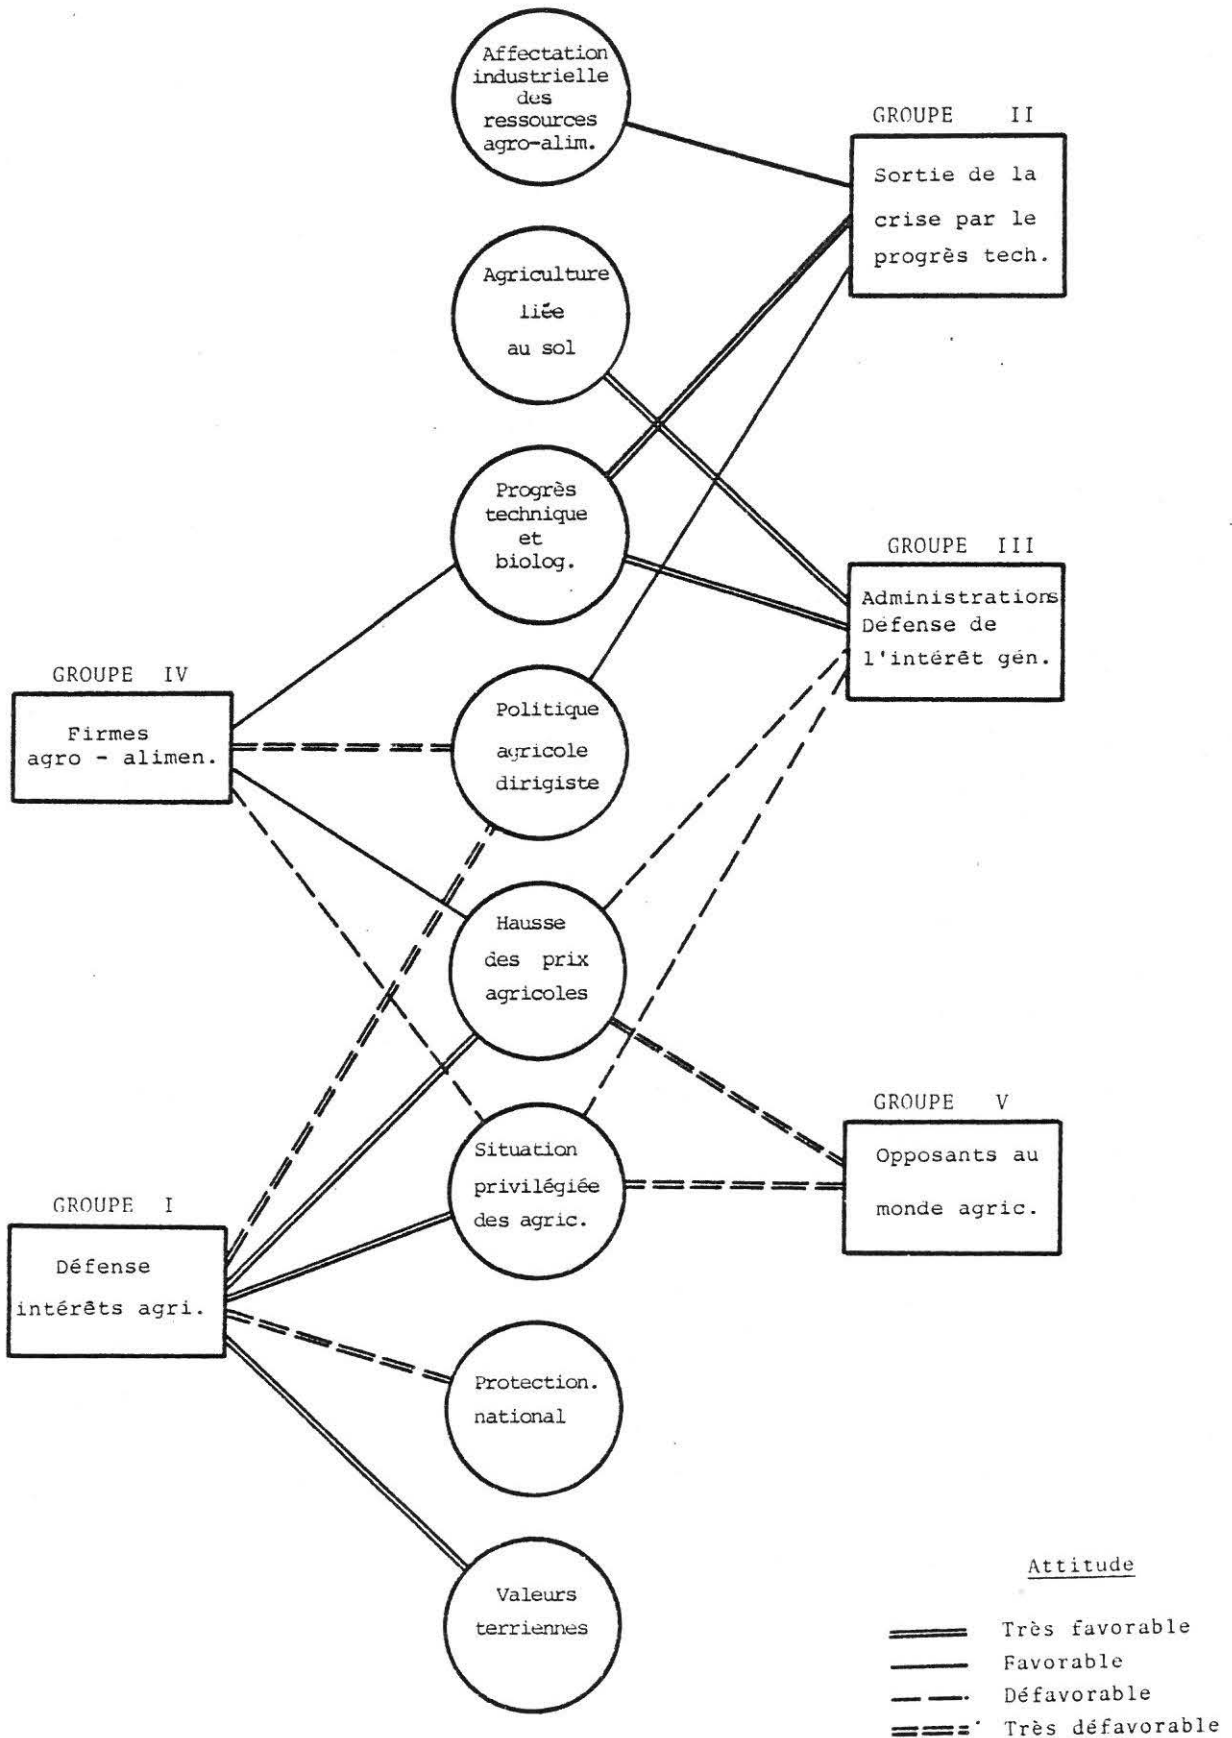 Affectation
industrielle
des
ressources
agro-alim.
GROUPE II
Sortie de la
crise par le
progrès tech.
Agriculture
liée
au sol
Progrès
technique
et
biolog.
GROUPE III
Administrations
Défense de
l'intérêt gén.
GROUPE IV
Firmes
agro - alimen.
Politique
agricole
dirigiste
Hausse
des prix
agricoles
GROUPE V
Opposants au
monde agric.
Situation
privilégiée
des agric.
GROUPE I
Défense
intérêts agri.
Protection.
national
Valeurs
terriennes
Attitude
Très favorable
Favorable
Défavorable
Très défavorable